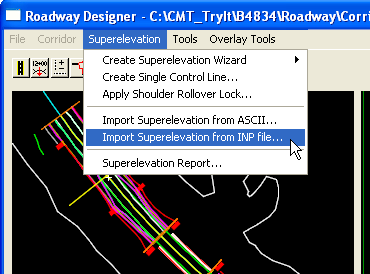 Roadway Designer - C:\CMT_TryIt\B4834\Roadway\Corri
File Corridor Superelevation Tools Overlay Tools
Create Superelevation Wizard
Create Single Control Line...
Apply Shoulder Rollover Lock...
Import Superelevation from ASCII...
Import Superelevation from INP file...
Superelevation Report...